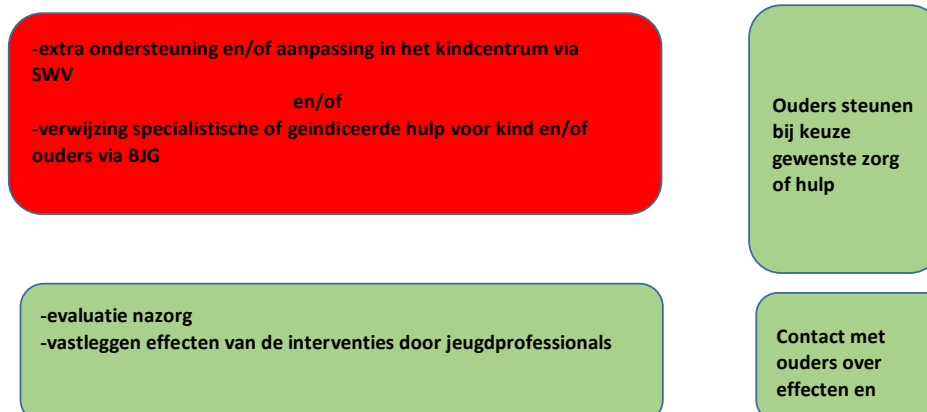 -extra ondersteuning en/of aanpassing in het kindcentrum via
SWV
en/of
-verwijzing specialistische of geindiceerde hulp voor kind en/of
ouders via BJG
Ouders steunen
bij keuze
gewenste zorg
of hulp
-evaluatie nazorg
-vastleggen effecten van de interventies door jeugdprofessionals
Contact met
ouders over
effecten en